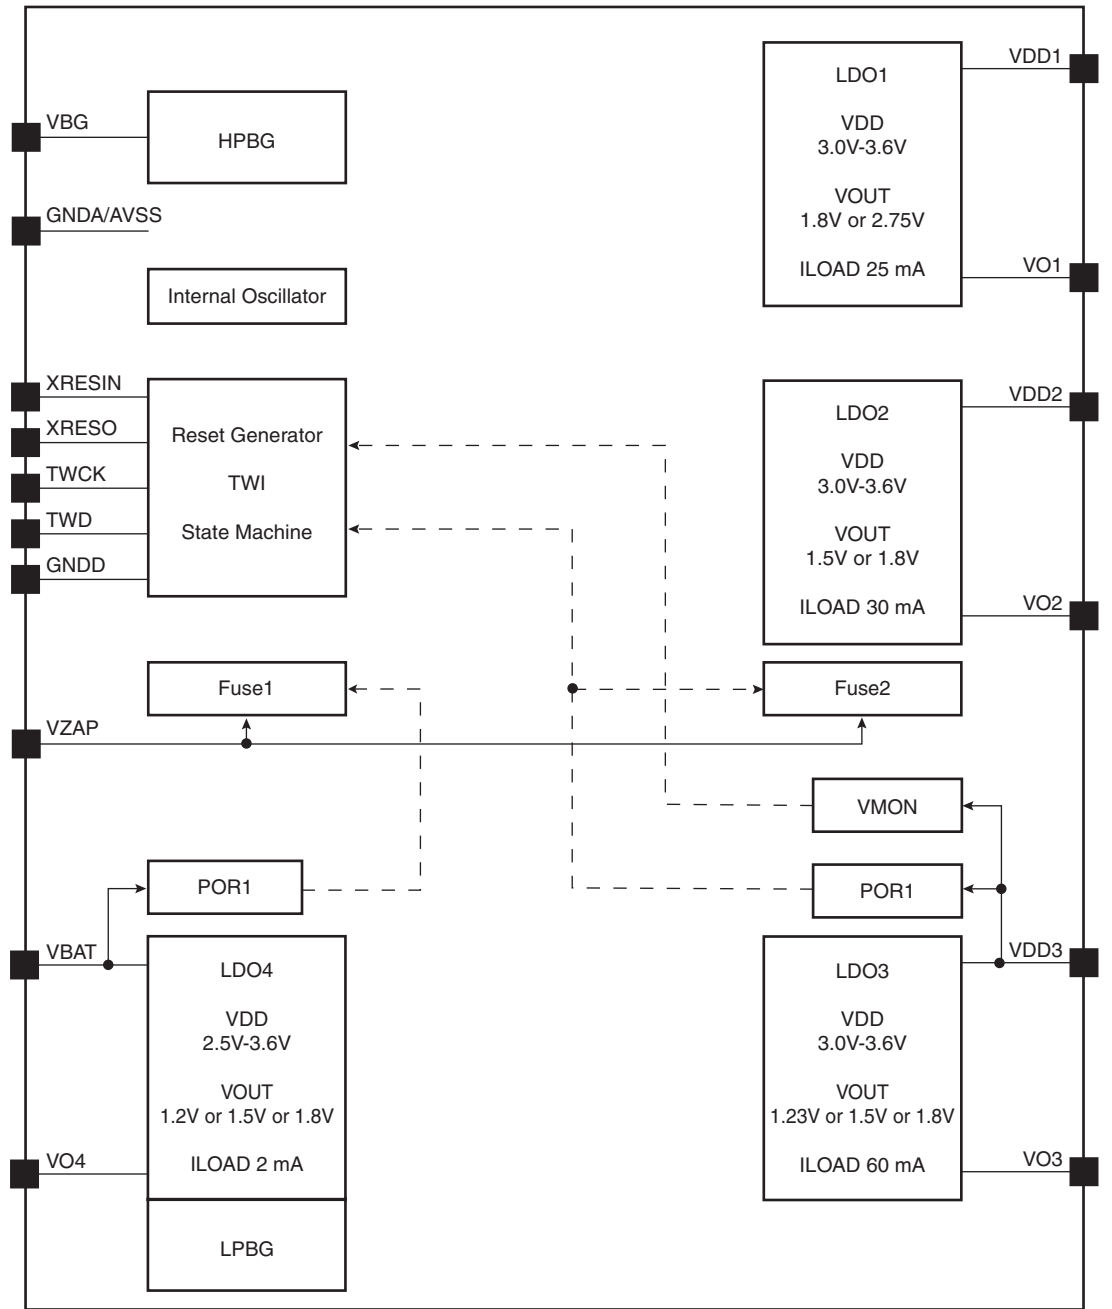 VBG
HPBG
GNDA/AVSS
Internal Oscillator
XRESIN
XRESO
TWCK
TWD
GNDD
Reset Generator
TWI
State Machine
Fuse1
VZAP
POR1
VBAT
LDO4
VDD
2.5V-3.6V
VOUT
1.2V or 1.5V or 1.8V
ILOAD 2 mA
VO4
LPBG
LDO1
VDD
3.0V-3.6V
VOUT
1.8V or 2.75V
ILOAD 25 mA
VDD1
VO1
LDO2
VDD
3.0V-3.6V
VOUT
1.5V or 1.8V
ILOAD 30 mA
VDD2
VO2
Fuse2
VMON
POR1
LDO3
VDD
3.0V-3.6V
VOUT
1.23V or 1.5V or 1.8V
ILOAD 60 mA
VDD3
VO3